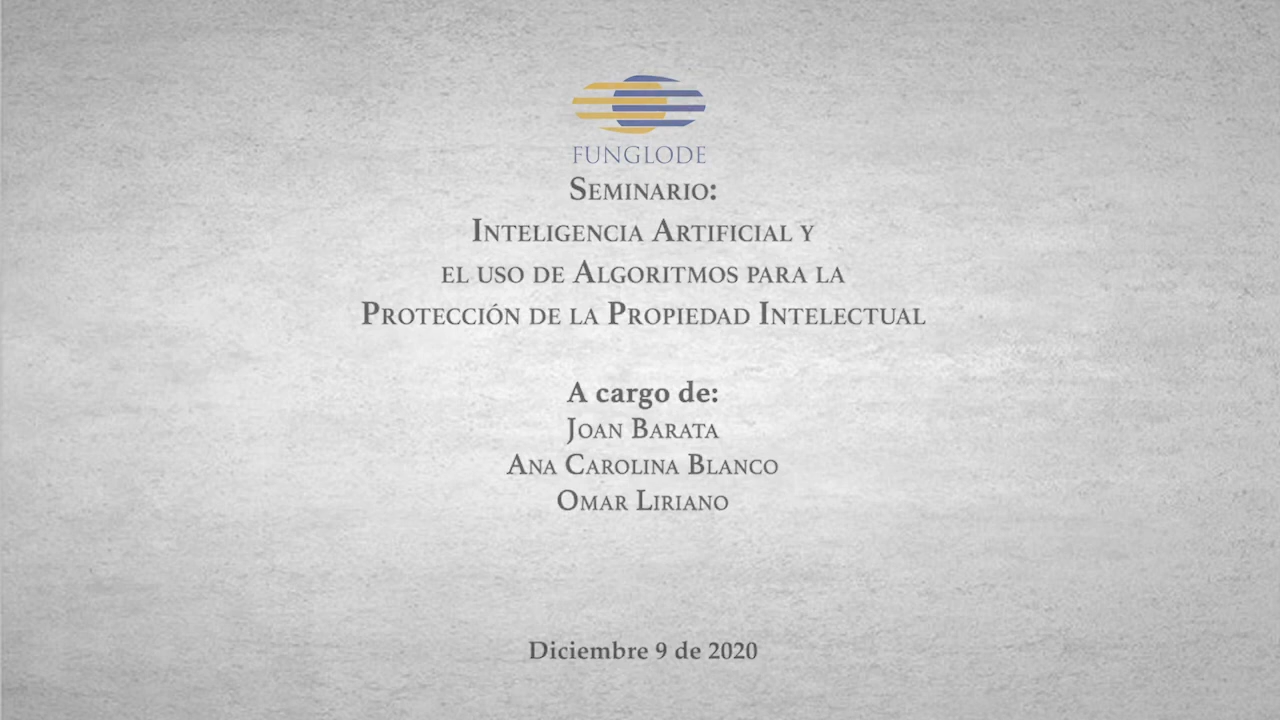 FUNGLODE
Seminario:
Inteligencia Artificial y
el uso de Algoritmos para la
Protección de la Propiedad Intelectual
A cargo de:
Joan Barata
Ana Carolina Blanco
Omar Liriano
Diciembre 9 de 2020